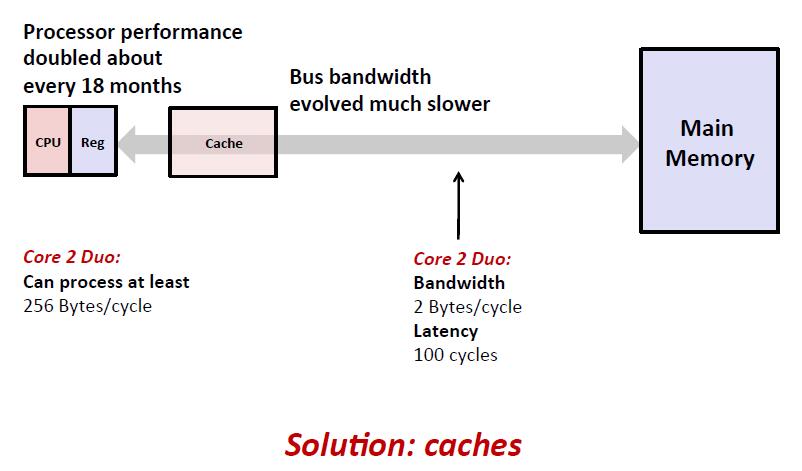 Processor performance
doubled about
every 18 months
Bus bandwidth
evolved much slower
CPU
Reg
Cache
Main
Memory
Core 2 Duo:
Can process at least
256 Bytes/cycle
Core 2 Duo:
Bandwidth
2 Bytes/cycle
Latency
100 cycles
Solution: caches